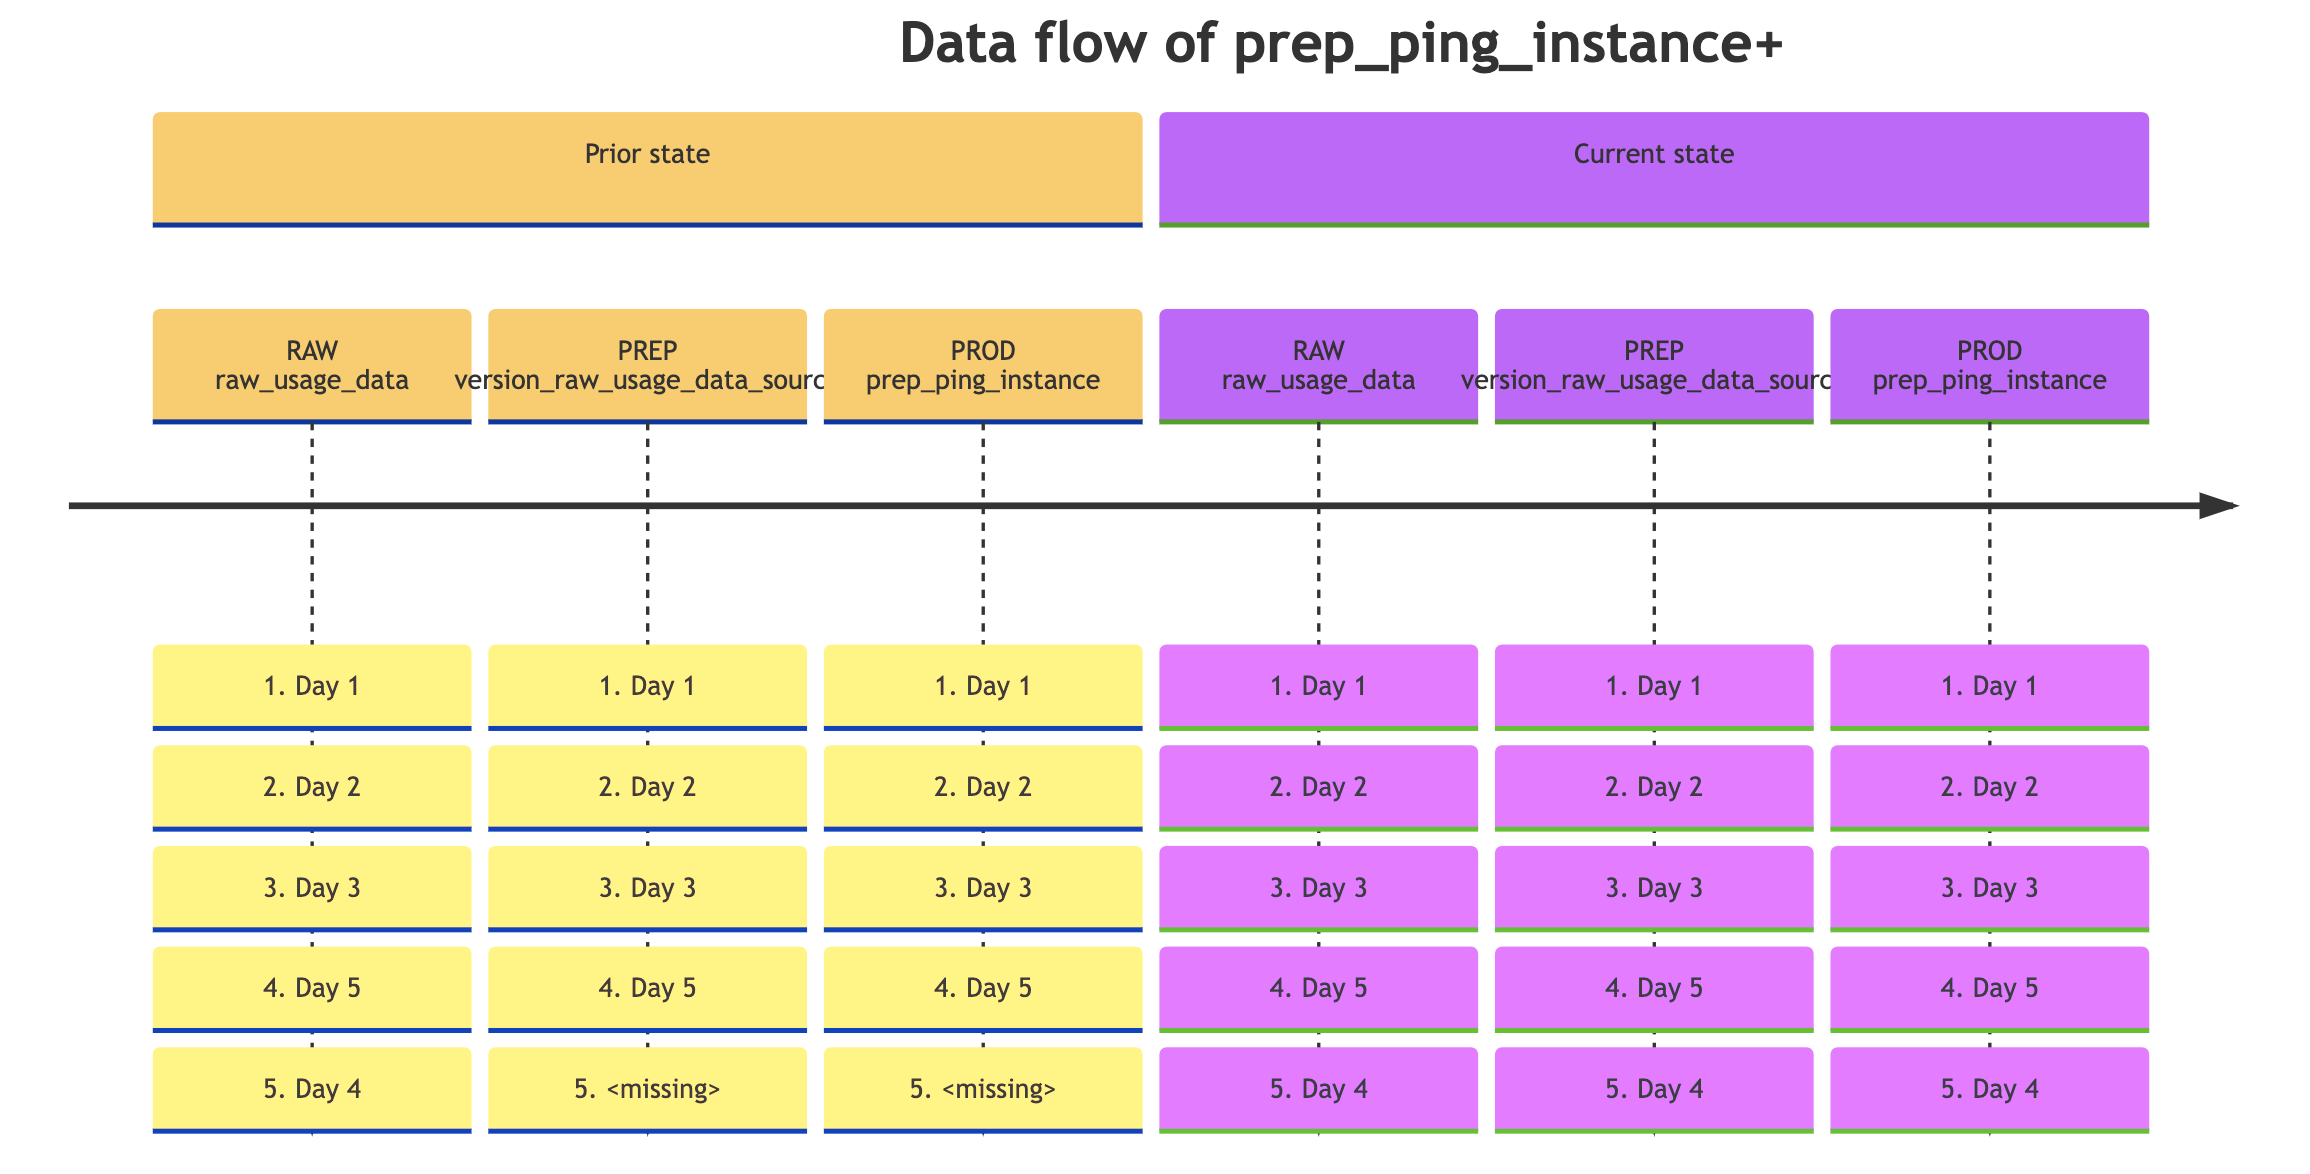 Data flow of prep_ping_instance+
Prior state
Current state
RAW
raw_usage_data
PREP
version_raw_usage_data_sourc
PROD
prep_ping_instance
RAW
raw_usage_data
PREP
version_raw_usage_data_sourc
PROD
prep_ping_instance
1. Day 1
1. Day 1
1. Day 1
1. Day 1
1. Day 1
1. Day 1
2. Day 2
2. Day 2
2. Day 2
2. Day 2
2. Day 2
2. Day 2
3. Day 3
3. Day 3
3. Day 3
3. Day 3
3. Day 3
3. Day 3
4. Day 5
4. Day 5
4. Day 5
4. Day 5
4. Day 5
4. Day 5
5. Day 4
5. <missing>
5. <missing>
5. Day 4
5. Day 4
5. Day 4